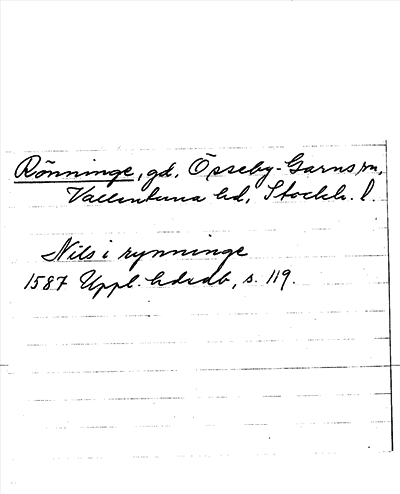 Rönninge, gd, Össeby-Garns sn,
Vallentuna hd, Stockh. l.
Nils i rynninge
1587 Uppl. hdrdb, s. 119.